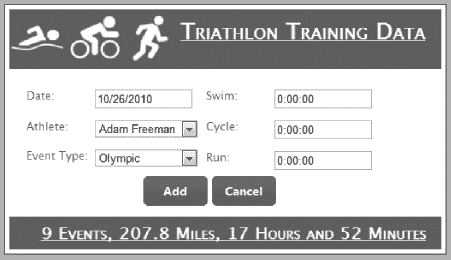 Triathlon Training Data
Date: 10/26/2010 Swim: 0:00:00
Athlete: Adam Freeman Cycle: 0:00:00
Event Type: Olympic Run: 0:00:00
Add Cancel
9 Events, 207.8 Miles, 17 Hours and 52 Minutes